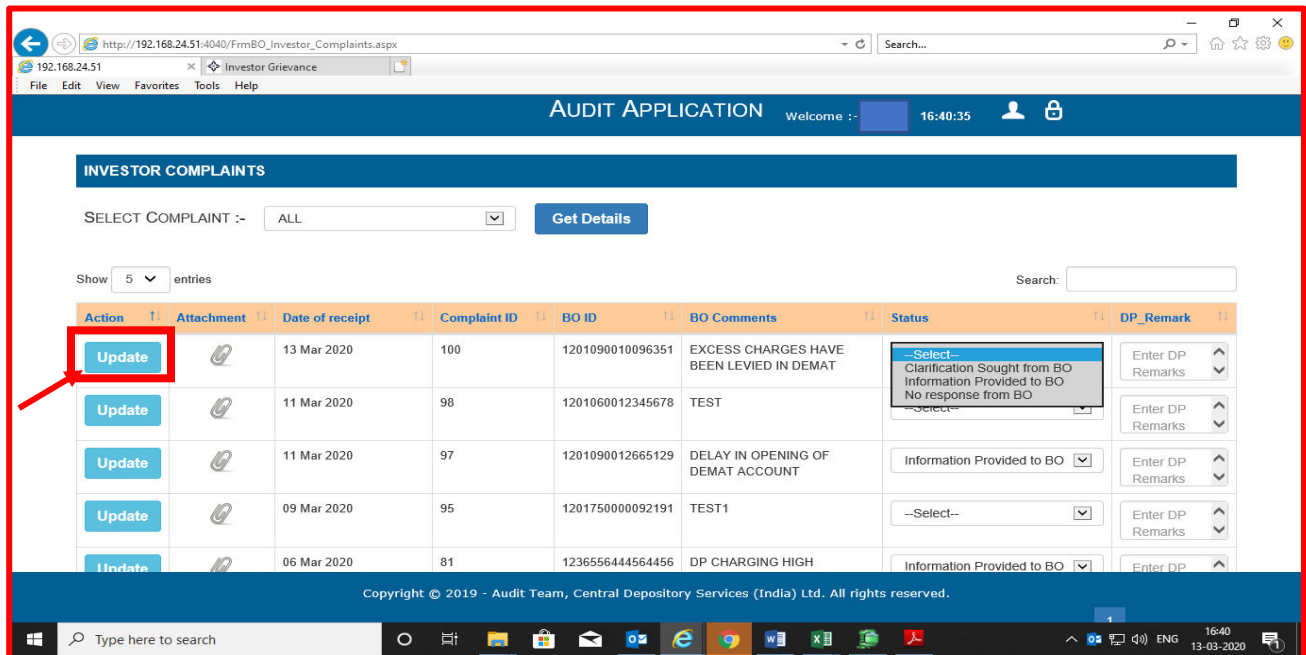 http://192.168.24.51:4040/FrmBO_Investor_Complaints.aspx Search...
192.168.24.51 Investor Grievance
File Edit View Favorites Tools Help
AUDIT APPLICATION Welcome :- 16:40:35
INVESTOR COMPLAINTS
SELECT COMPLAINT :- ALL Get Details
Show 5 entries Search:
Action Attachment Date of receipt Complaint ID BO ID BO Comments Status DP_Remark
Update 13 Mar 2020 100 1201090010096351 EXCESS CHARGES HAVE BEEN LEVIED IN DEMAT Enter DP Remarks
--Select--
Clarification Sought from BO
Information Provided to BO
No response from BO
Update 11 Mar 2020 98 1201060012345678 TEST --Select-- Enter DP Remarks
Update 11 Mar 2020 97 1201090012665129 DELAY IN OPENING OF DEMAT ACCOUNT Information Provided to BO Enter DP Remarks
Update 09 Mar 2020 95 1201750000092191 TEST1 --Select-- Enter DP Remarks
Update 06 Mar 2020 81 1236556444564456 DP CHARGING HIGH Information Provided to BO Enter DP
Copyright © 2019 - Audit Team, Central Depository Services (India) Ltd. All rights reserved.
1
Type here to search ENG 16:40
13-03-2020